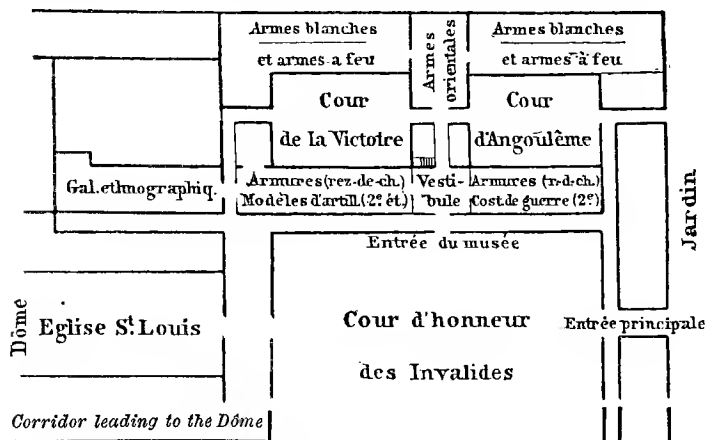 Armes blanches
et armes a feu
Armes
orientales
Armes blanches
et armes à feu
Cour
de la Victoire
Cour
d'Angoulême
Gal. ethnographiq.
Armures (rez-de-ch.)
Modèles d'artill. (2e ét.)
Vesti-
bule
Armures (r.-d.-ch.)
Cost. de guerre (2e)
Entrée du musée
Jardin
Dôme
Eglise St. Louis
Cour d'honneur
des Invalides
Entrée principale
Corridor leading to the Dôme